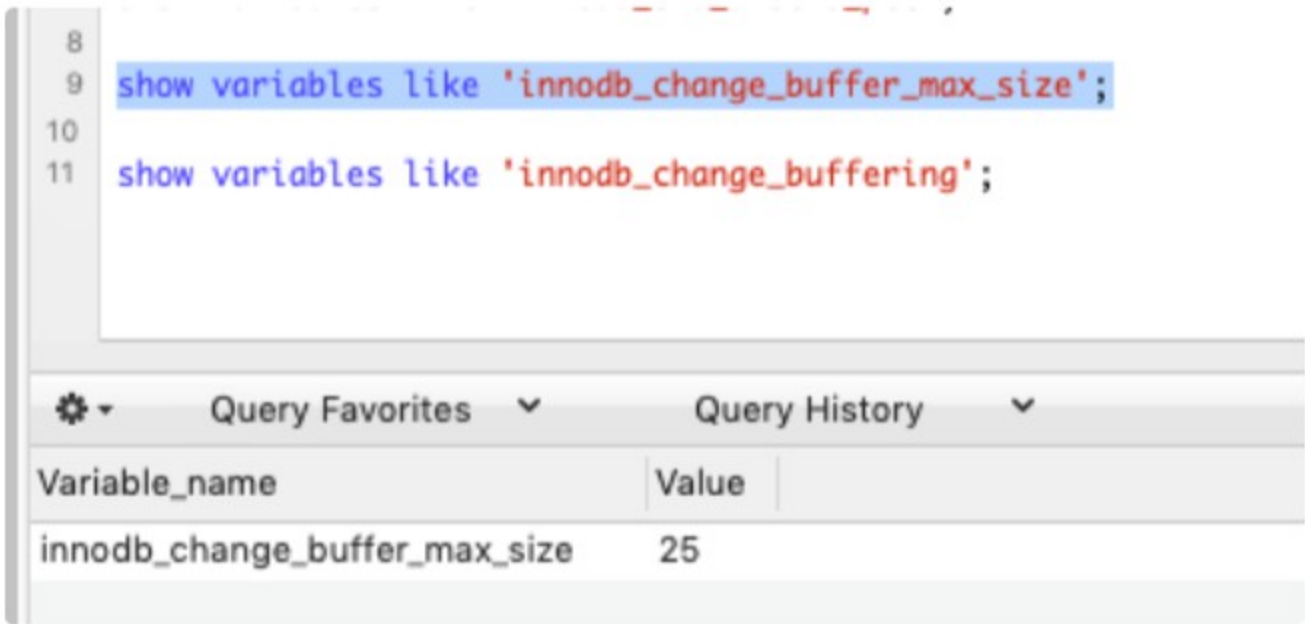 8
9 show variables like 'innodb_change_buffer_max_size';
10
11 show variables like 'innodb_change_buffering';
Query Favorites Query History
Variable_name Value
innodb_change_buffer_max_size 25